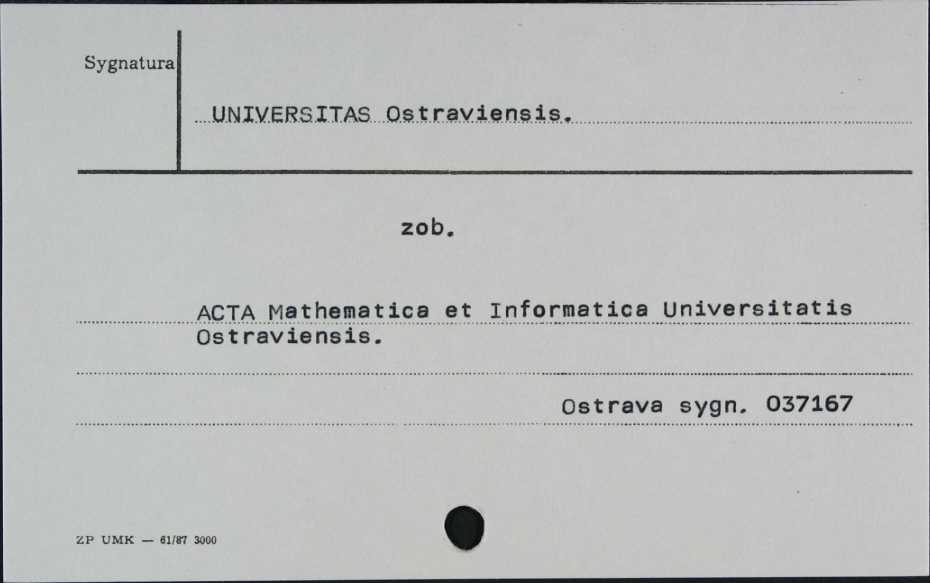 Sygnatura
UNIVERSITAS Ostraviensis.
zob.
ACTA Mathematica et Informatica Universitatis
Ostraviensis.
Ostrava sygn. 037167
ZP UMK — 61/87 3000